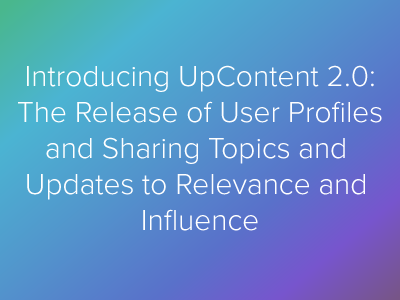 Introducing UpContent 2.0:
The Release of User Profiles
and Sharing Topics and
Updates to Relevance and
Influence